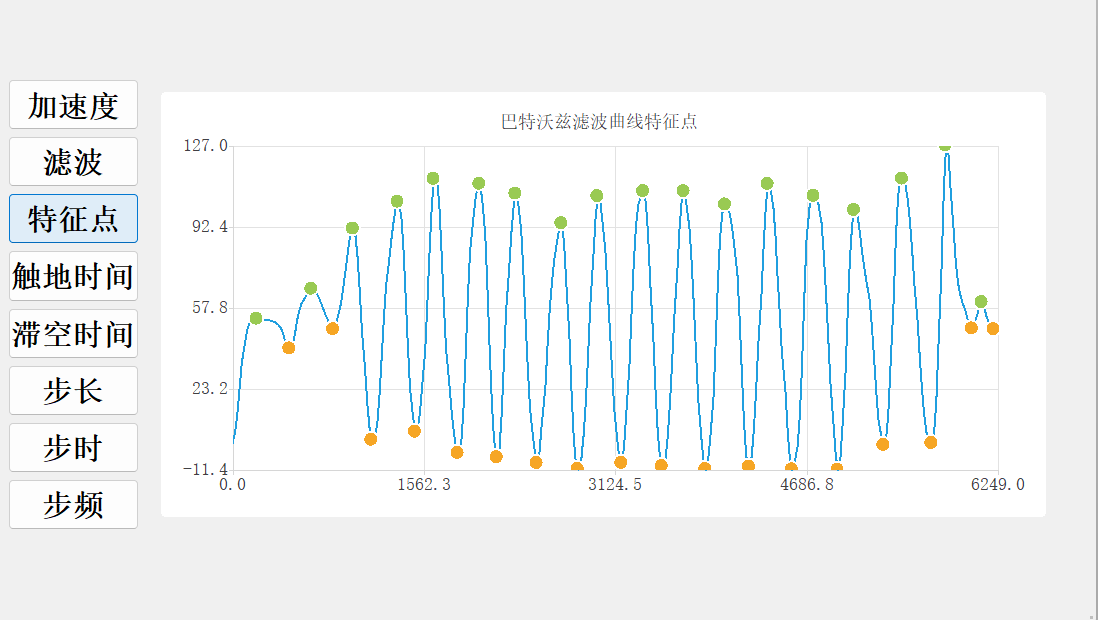 加速度
滤波
特征点
触地时间
滞空时间
步长
步时
步频
巴特沃兹滤波曲线特征点
127.0
92.4
57.8
23.2
-11.4
0.0 1562.3 3124.5 4686.8 6249.0